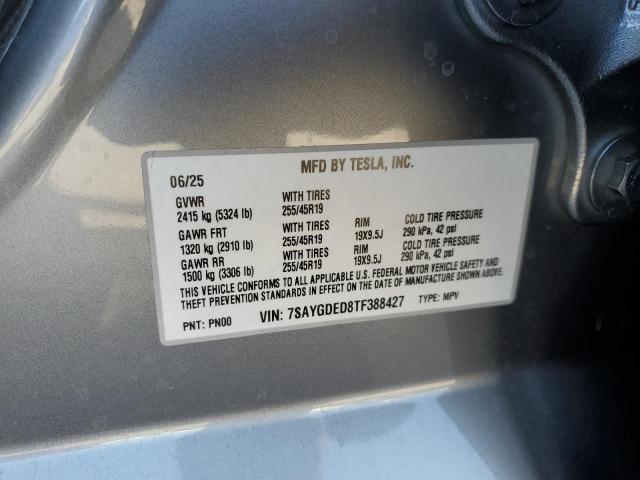 MFD BY TESLA, INC.
06/25
GVWR WITH TIRES
2415 kg (5324 lb) 255/45R19
GAWR FRT WITH TIRES RIM COLD TIRE PRESSURE
1320 kg (2910 lb) 255/45R19 19X9.5J 290 kPa, 42 psi
GAWR RR WITH TIRES RIM COLD TIRE PRESSURE
1500 kg (3306 lb) 255/45R19 19X9.5J 290 kPa, 42 psi
THIS VEHICLE CONFORMS TO ALL APPLICABLE U.S. FEDERAL MOTOR VEHICLE SAFETY AND
THEFT PREVENTION STANDARDS IN EFFECT ON THE DATE OF MANUFACTURE SHOWN ABOVE.
PNT: PN00 VIN: 7SAYGDED8TF388427 TYPE: MPV